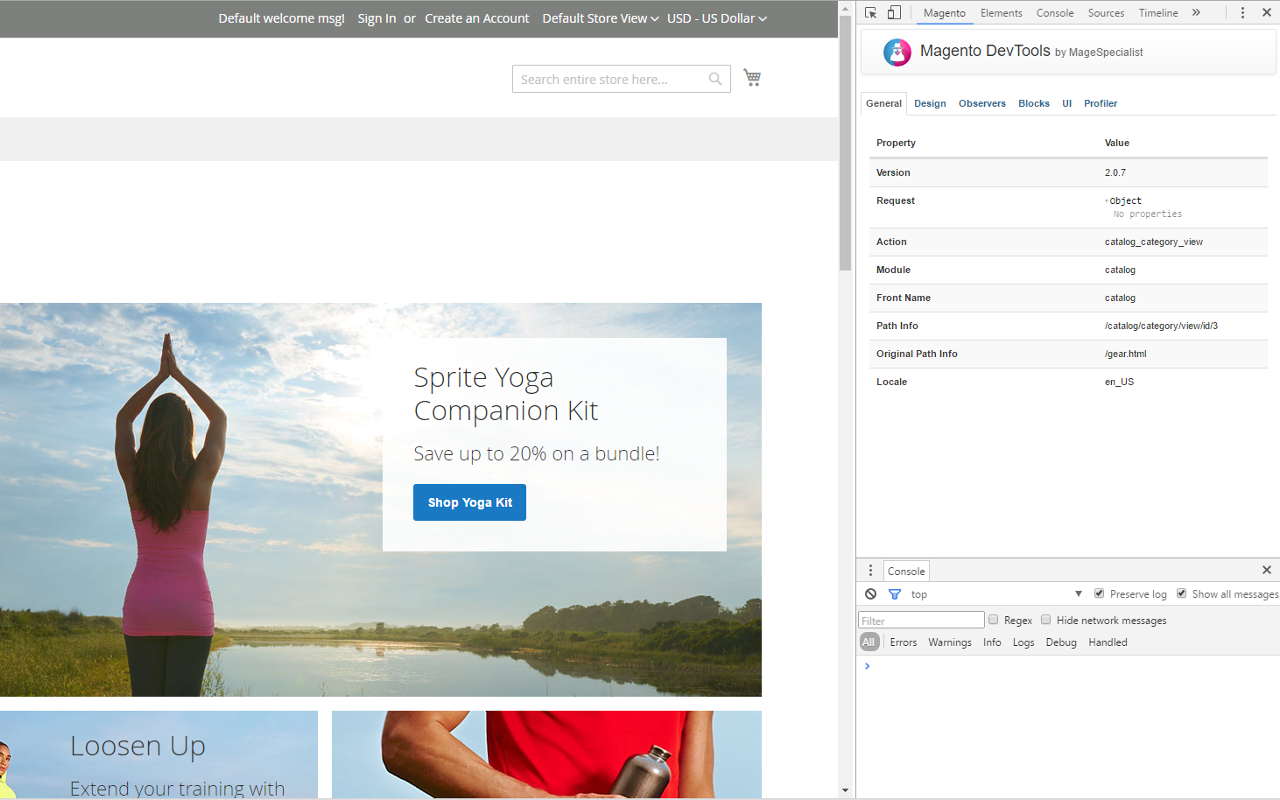 Default welcome msg! Sign In or Create an Account Default Store View USD - US Dollar
Search entire store here...
Sprite Yoga
Companion Kit
Save up to 20% on a bundle!
Shop Yoga Kit
Loosen Up
Extend your training with
Magento Elements Console Sources Timeline »
Magento DevTools by MageSpecialist
General Design Observers Blocks UI Profiler
Property Value
Version 2.0.7
Request Object
No properties
Action catalog_category_view
Module catalog
Front Name catalog
Path Info /catalog/category/view/id/3
Original Path Info /gear.html
Locale en_US
Console
top Preserve log Show all messages
Filter Regex Hide network messages
All Errors Warnings Info Logs Debug Handled